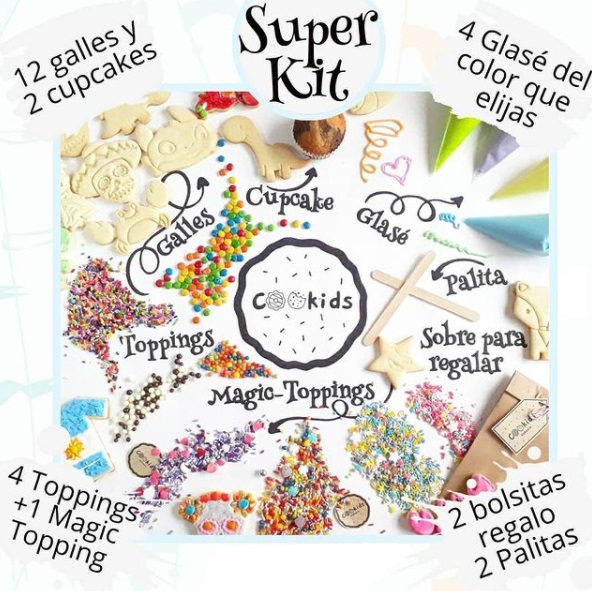 Super
Kit
12 galles y
2 cupcakes
4 Glasé del
color que
elijas
Cupcake
Galles
Glasé
Palita
Cookids
Toppings
Sobre para
regalar
Magic-Toppings
4 Toppings
+1 Magic
Topping
2 bolsitas
regalo
2 Palitas